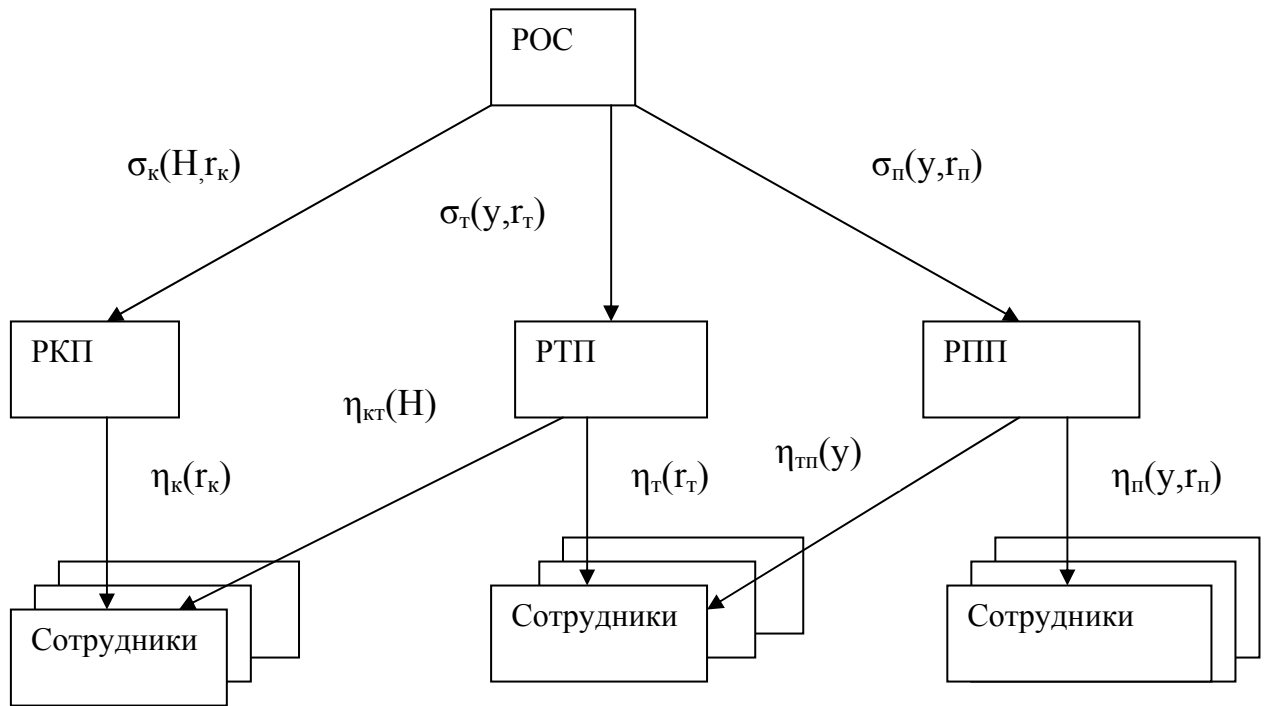 РОС
σк(H,rк)
σт(y,rт)
σп(y,rп)
РКП
РТП
РПП
ηкт(H)
ηтп(y)
ηк(rк)
ηт(rт)
ηп(y,rп)
Сотрудники
Сотрудники
Сотрудники